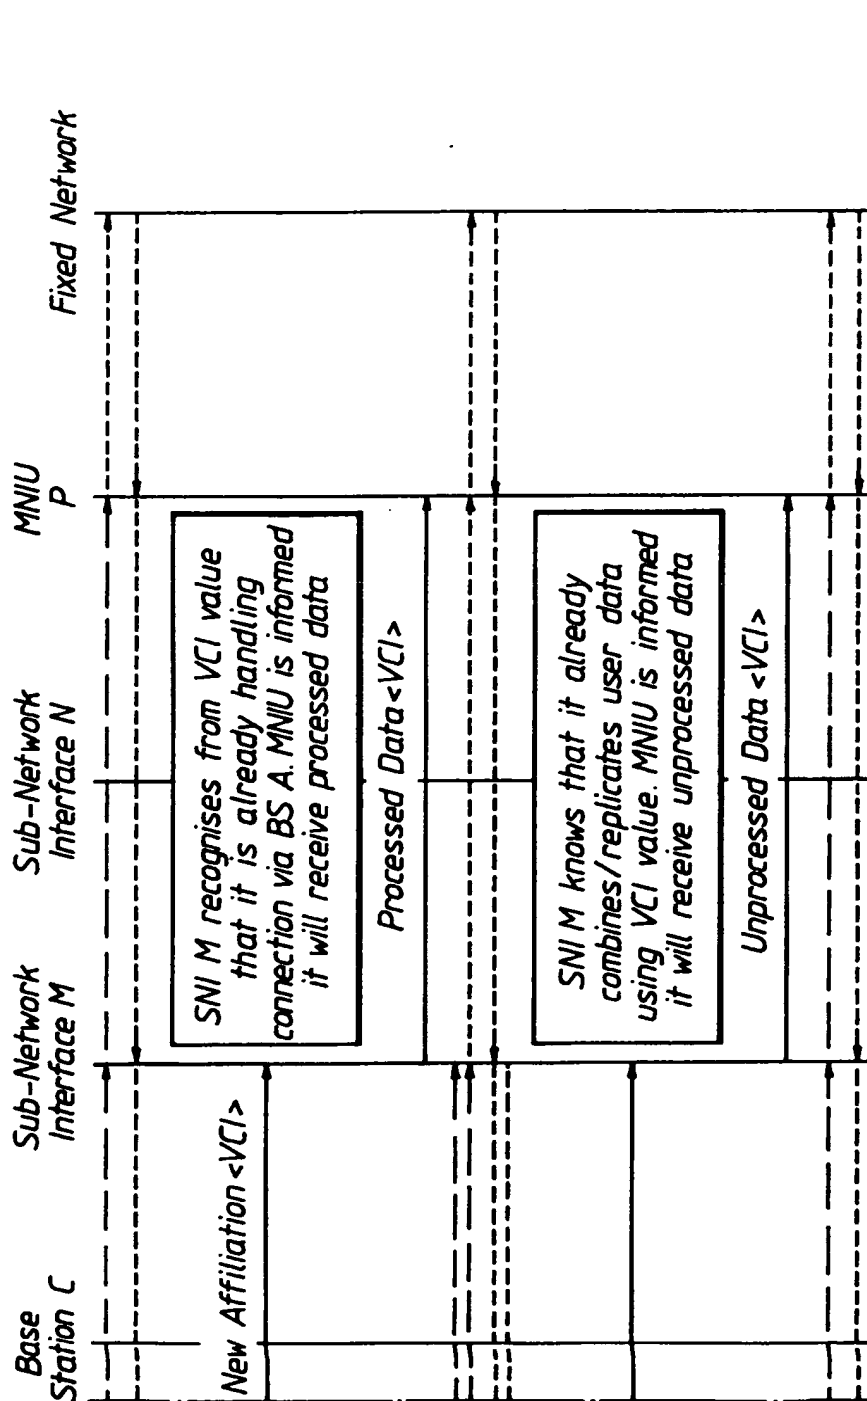 Base
Station C
Sub-Network
Interface M
Sub-Network
Interface N
MNIU
P
Fixed Network
New Affiliation <VCI>
SNI M recognises from VCI value
that it is already handling
connection via BS A. MNIU is informed
it will receive processed data
Processed Data <VCI>
SNI M knows that it already
combines/replicates user data
using VCI value. MNIU is informed
it will receive unprocessed data
Unprocessed Data <VCI>